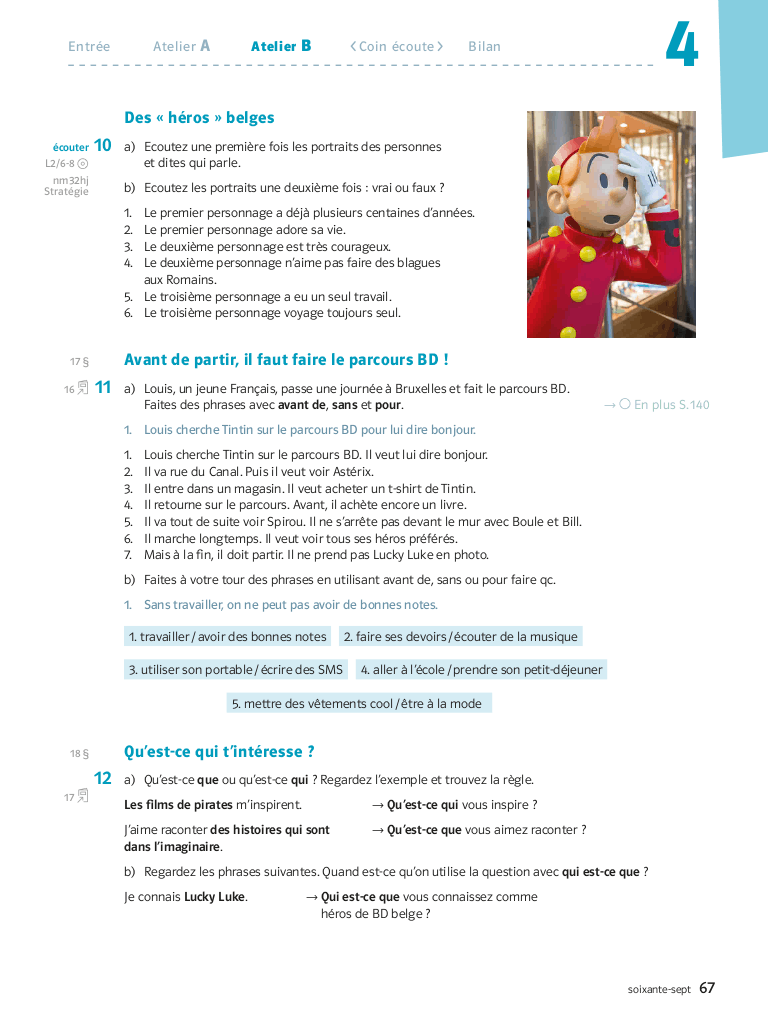 Entrée Atelier A Atelier B ‹ Coin écoute › Bilan 4
Des « héros » belges
écouter 10 a) Ecoutez une première fois les portraits des personnes
L2/6-8 et dites qui parle.
nm32hj
Stratégie
b) Ecoutez les portraits une deuxième fois : vrai ou faux ?
1. Le premier personnage a déjà plusieurs centaines d’années.
2. Le premier personnage adore sa vie.
3. Le deuxième personnage est très courageux.
4. Le deuxième personnage n’aime pas faire des blagues
aux Romains.
5. Le troisième personnage a eu un seul travail.
6. Le troisième personnage voyage toujours seul.
17 § Avant de partir, il faut faire le parcours BD !
16 11 a) Louis, un jeune Français, passe une journée à Bruxelles et fait le parcours BD.
Faites des phrases avec avant de, sans et pour. → En plus S. 140
1. Louis cherche Tintin sur le parcours BD pour lui dire bonjour.
1. Louis cherche Tintin sur le parcours BD. Il veut lui dire bonjour.
2. Il va rue du Canal. Puis il veut voir Astérix.
3. Il entre dans un magasin. Il veut acheter un t-shirt de Tintin.
4. Il retourne sur le parcours. Avant, il achète encore un livre.
5. Il va tout de suite voir Spirou. Il ne s’arrête pas devant le mur avec Boule et Bill.
6. Il marche longtemps. Il veut voir tous ses héros préférés.
7. Mais à la fin, il doit partir. Il ne prend pas Lucky Luke en photo.
b) Faites à votre tour des phrases en utilisant avant de, sans ou pour faire qc.
1. Sans travailler, on ne peut pas avoir de bonnes notes.
1. travailler / avoir des bonnes notes 2. faire ses devoirs / écouter de la musique
3. utiliser son portable / écrire des SMS 4. aller à l’école / prendre son petit-déjeuner
5. mettre des vêtements cool / être à la mode
18 § Qu’est-ce qui t’intéresse ?
12 a) Qu’est-ce que ou qu’est-ce qui ? Regardez l’exemple et trouvez la règle.
17
Les films de pirates m’inspirent. → Qu’est-ce qui vous inspire ?
J’aime raconter des histoires qui sont → Qu’est-ce que vous aimez raconter ?
dans l’imaginaire.
b) Regardez les phrases suivantes. Quand est-ce qu’on utilise la question avec qui est-ce que ?
Je connais Lucky Luke. → Qui est-ce que vous connaissez comme
héros de BD belge ?
soixante-sept 67